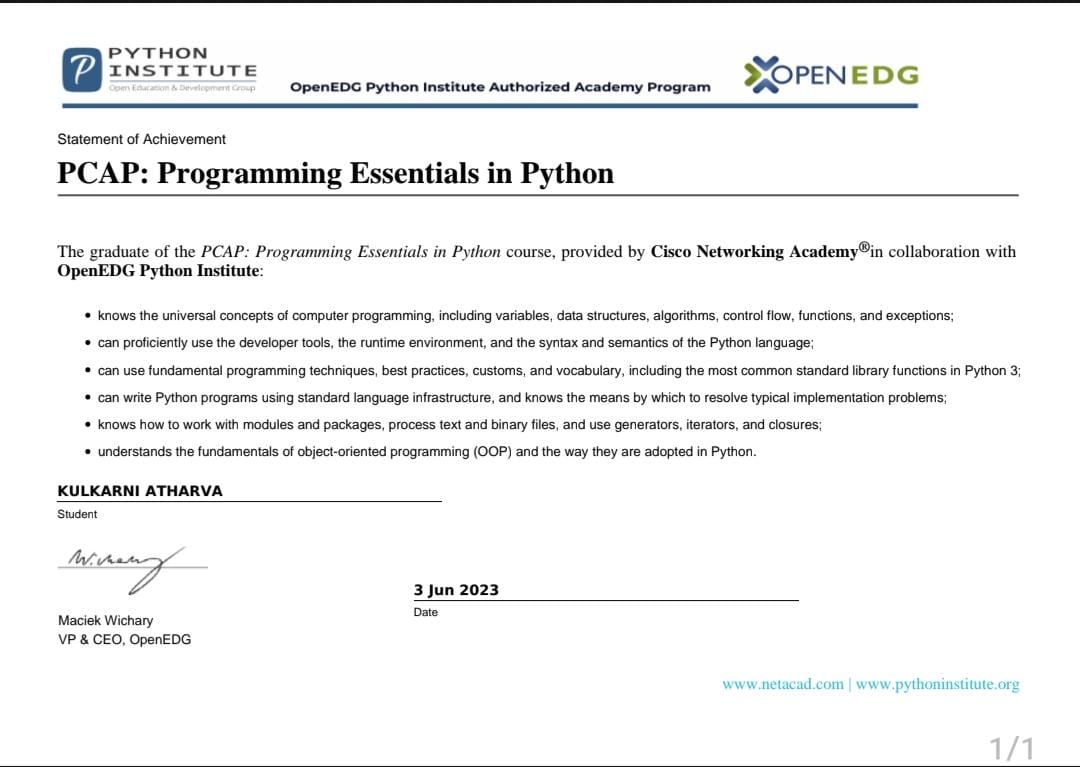 PYTHON
INSTITUTE
Open Education & Development Group
OpenEDG Python Institute Authorized Academy Program
OPENEDG
Statement of Achievement
PCAP: Programming Essentials in Python
The graduate of the PCAP: Programming Essentials in Python course, provided by Cisco Networking Academy®in collaboration with
OpenEDG Python Institute:
• knows the universal concepts of computer programming, including variables, data structures, algorithms, control flow, functions, and exceptions;
• can proficiently use the developer tools, the runtime environment, and the syntax and semantics of the Python language;
• can use fundamental programming techniques, best practices, customs, and vocabulary, including the most common standard library functions in Python 3;
• can write Python programs using standard language infrastructure, and knows the means by which to resolve typical implementation problems;
• knows how to work with modules and packages, process text and binary files, and use generators, iterators, and closures;
• understands the fundamentals of object-oriented programming (OOP) and the way they are adopted in Python.
KULKARNI ATHARVA
Student
3 Jun 2023
Date
Maciek Wichary
VP & CEO, OpenEDG
www.netacad.com | www.pythoninstitute.org
1/1